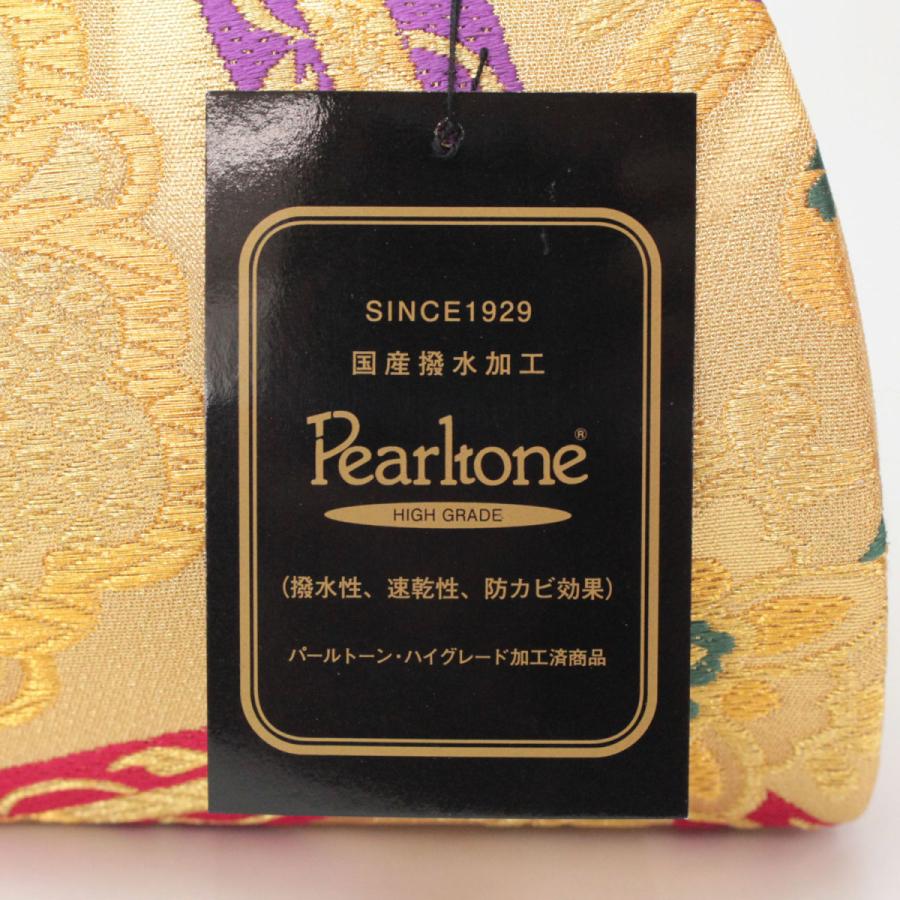 SINCE1929
国産撥水加工
Pearltone®
HIGH GRADE
(撥水性、速乾性、防カビ効果)
パールトーン・ハイグレード加工済商品